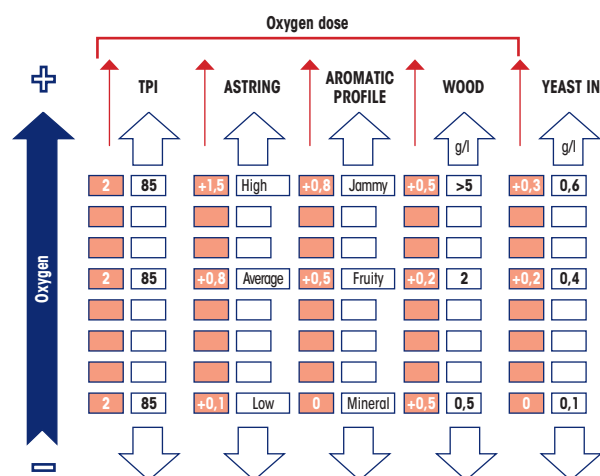 Oxygen dose
TPI
ASTRING
AROMATIC
PROFILE
WOOD
YEAST IN
g/l
g/l
2 85 +1,5 High +0,8 Jammy +0,5 >5 +0,3 0,6
2 85 +0,8 Average +0,5 Fruity +0,2 2 +0,2 0,4
2 85 +0,1 Low 0 Mineral +0,5 0,5 0 0,1
Oxygen